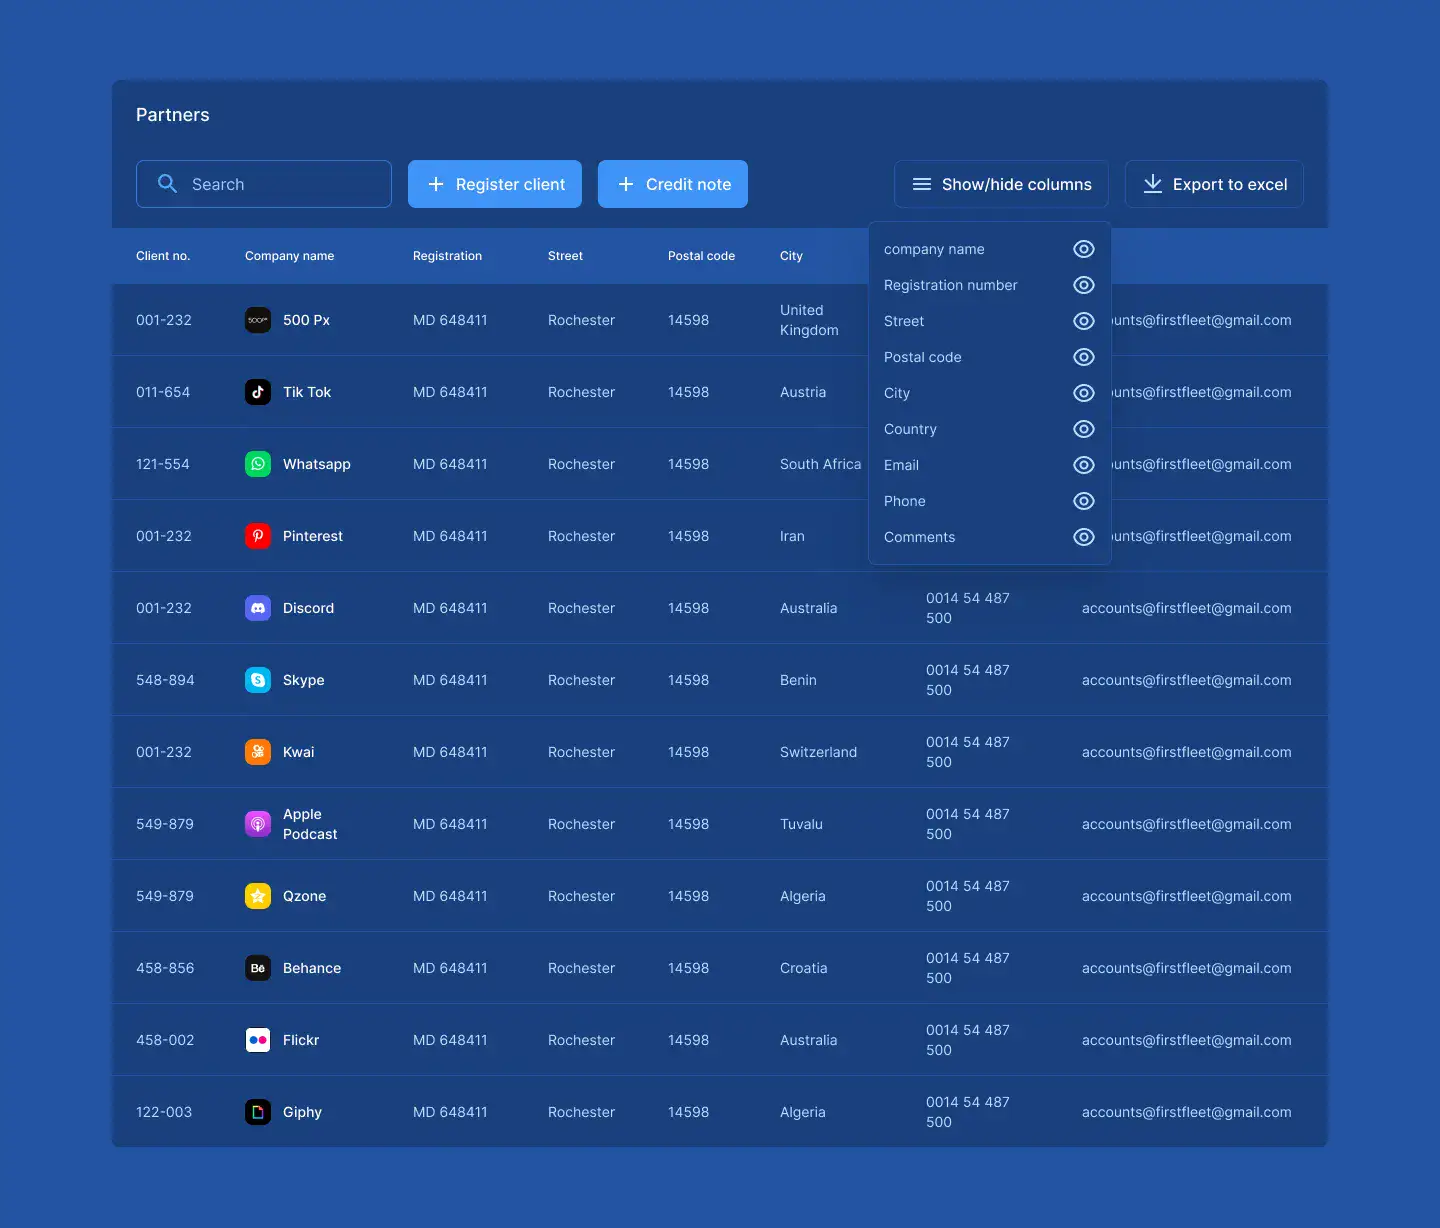 Partners
Search
Register client
Credit note
Show/hide columns
Export to excel
Client no. Company name Registration Street Postal code City
company name
Registration number
Street
Postal code
City
Country
Email
Phone
Comments
001-232 500 Px MD 648411 Rochester 14598 United
Kingdom
unts@firstfleet@gmail.com
011-654 Tik Tok MD 648411 Rochester 14598 Austria unts@firstfleet@gmail.com
121-554 Whatsapp MD 648411 Rochester 14598 South Africa unts@firstfleet@gmail.com
001-232 Pinterest MD 648411 Rochester 14598 Iran unts@firstfleet@gmail.com
001-232 Discord MD 648411 Rochester 14598 Australia 0014 54 487
500
accounts@firstfleet@gmail.com
548-894 Skype MD 648411 Rochester 14598 Benin 0014 54 487
500
accounts@firstfleet@gmail.com
001-232 Kwai MD 648411 Rochester 14598 Switzerland 0014 54 487
500
accounts@firstfleet@gmail.com
549-879 Apple
Podcast
MD 648411 Rochester 14598 Tuvalu 0014 54 487
500
accounts@firstfleet@gmail.com
549-879 Qzone MD 648411 Rochester 14598 Algeria 0014 54 487
500
accounts@firstfleet@gmail.com
458-856 Bē Behance MD 648411 Rochester 14598 Croatia 0014 54 487
500
accounts@firstfleet@gmail.com
458-002 Flickr MD 648411 Rochester 14598 Australia 0014 54 487
500
accounts@firstfleet@gmail.com
122-003 Giphy MD 648411 Rochester 14598 Algeria 0014 54 487
500
accounts@firstfleet@gmail.com